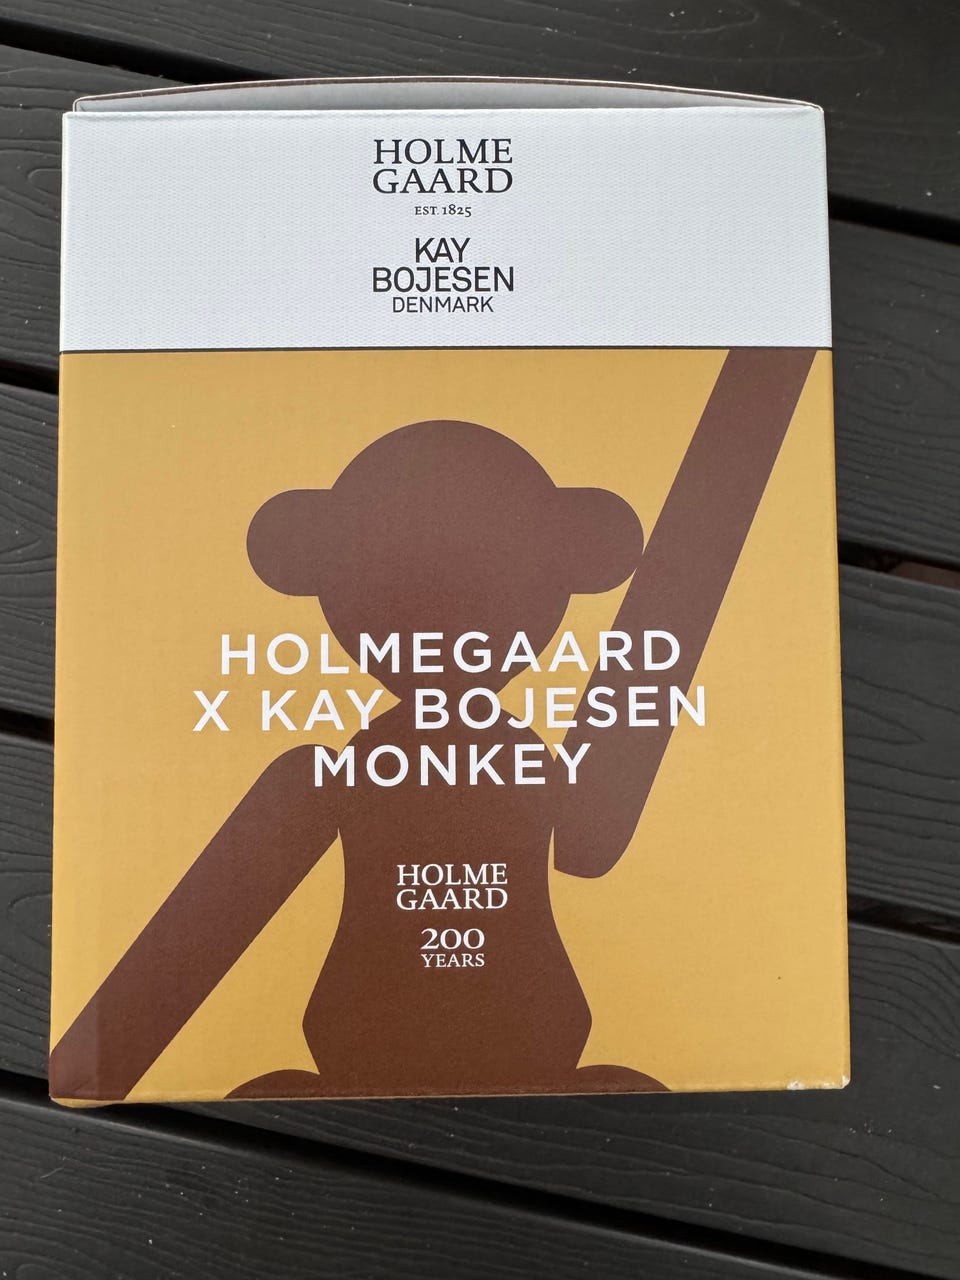 HOLME
GAARD
EST. 1825
KAY
BOJESEN
DENMARK
HOLMEGAARD
X KAY BOJESEN
MONKEY
HOLME
GAARD
200
YEARS